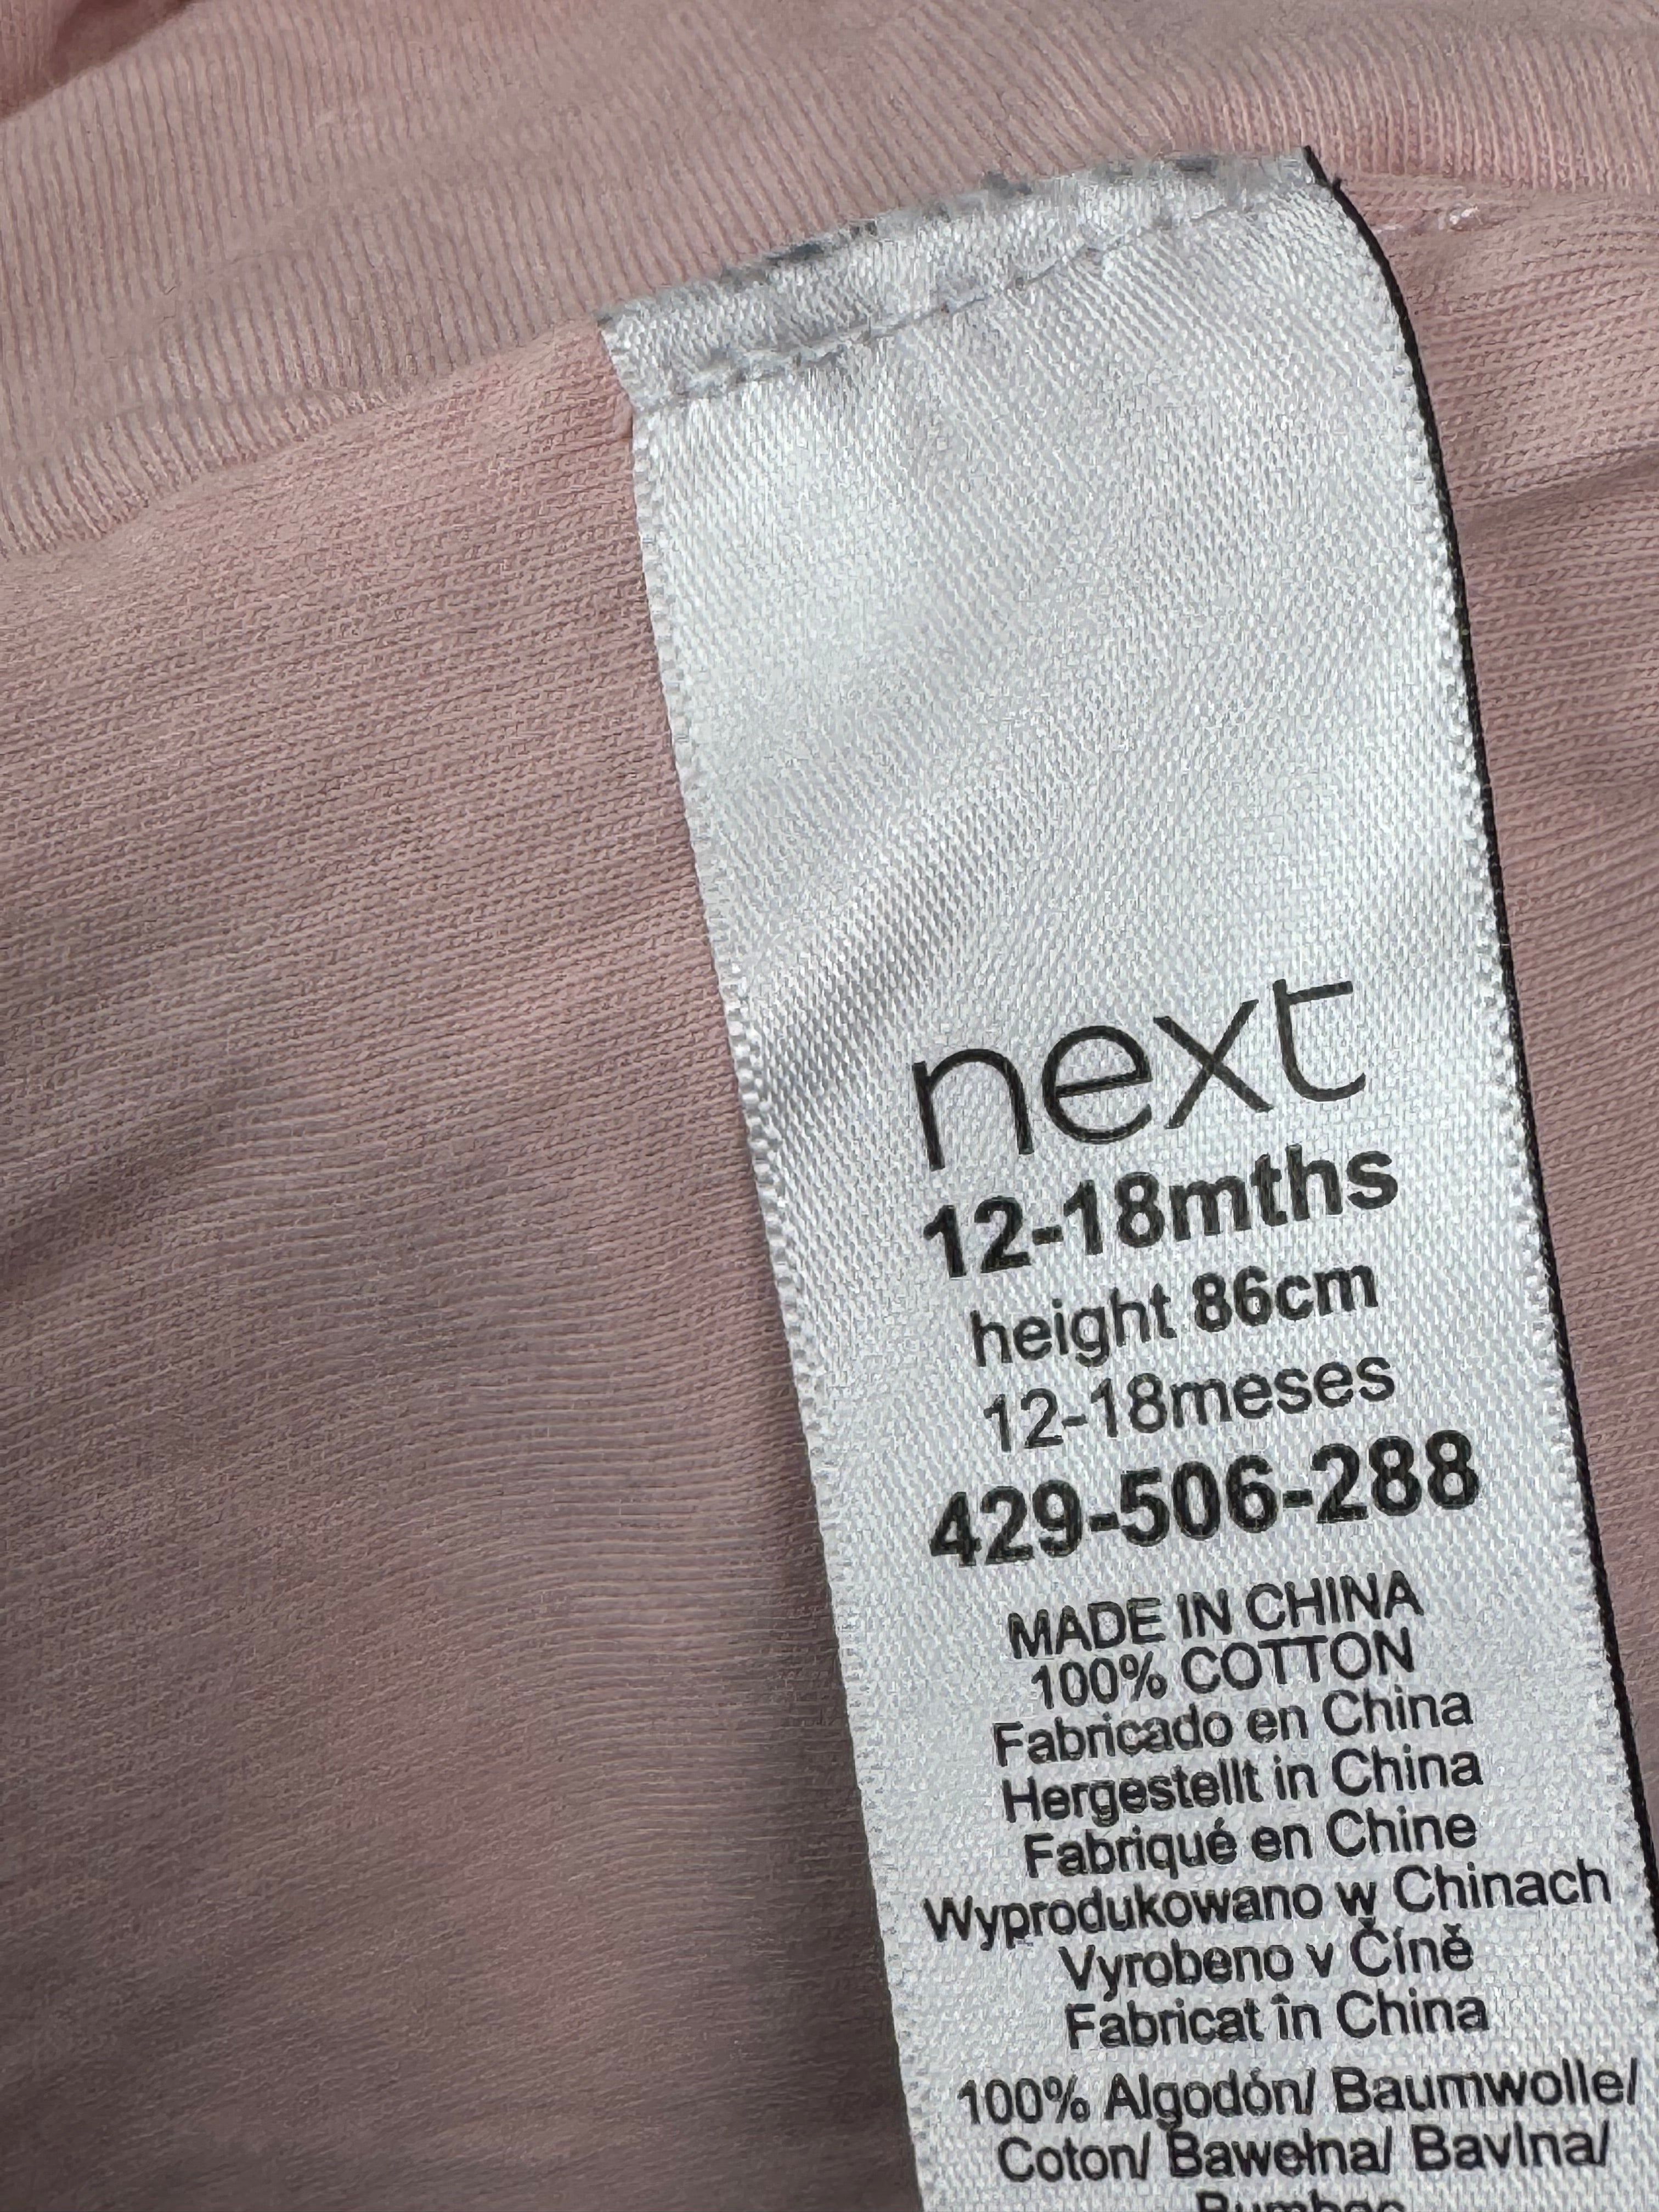 next
12-18mths
height 86cm
12-18meses
429-506-288
MADE IN CHINA
100% COTTON
Fabricado en China
Hergestellt in China
Fabriqué en Chine
Wyprodukowano w Chinach
Vyrobeno v Číně
Fabricat în China
100% Algodón/ Baumwolle/
Coton/ Bawełna/ Bavlna/